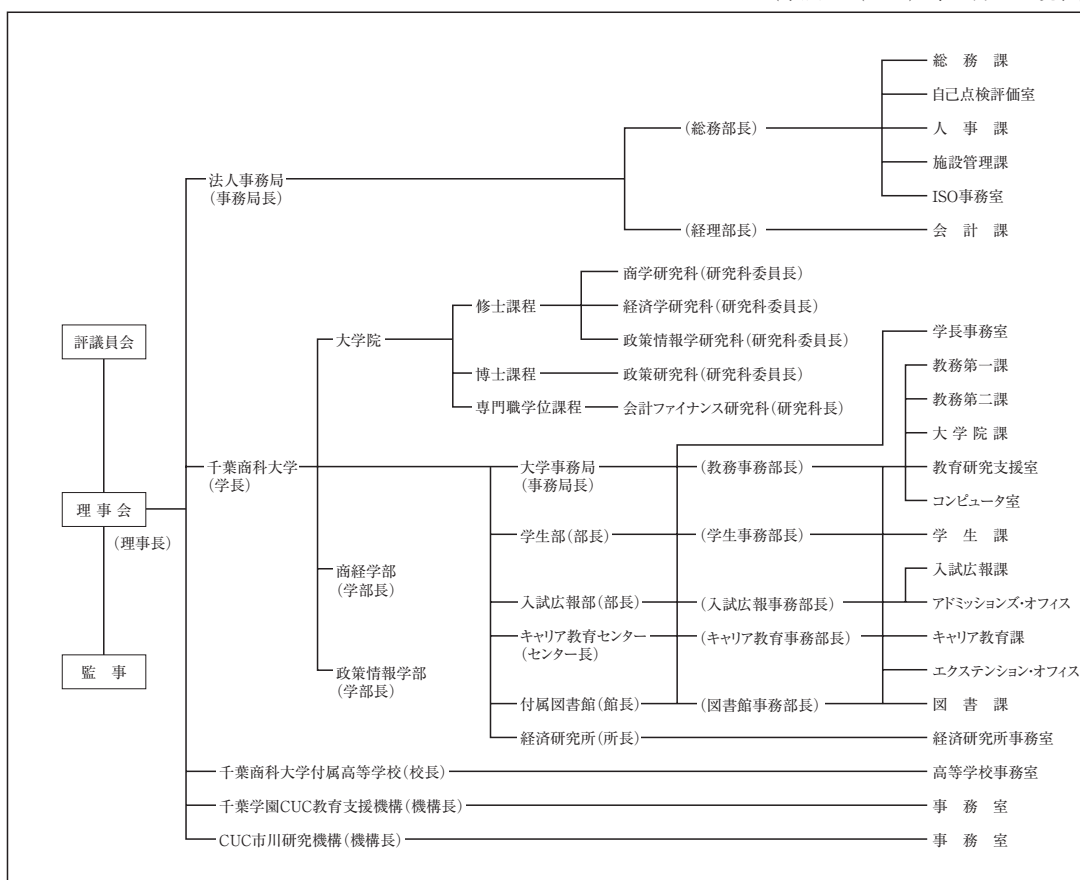 総務課
自己点検評価室
(総務部長)
人事課
施設管理課
法人事務局
(事務局長)
ISO事務室
(経理部長)
会計課
商学研究科(研究科委員長)
修士課程
経済学研究科(研究科委員長)
学長事務室
評議員会
大学院
政策情報学研究科(研究科委員長)
教務第一課
博士課程
政策研究科(研究科委員長)
教務第二課
専門職学位課程
会計ファイナンス研究科(研究科長)
大学院課
千葉商科大学
(学長)
大学事務局
(事務局長)
(教務事務部長)
教育研究支援室
コンピュータ室
理事会
(理事長)
学生部(部長)
(学生事務部長)
学生課
商経学部
(学部長)
入試広報課
入試広報部(部長)
(入試広報事務部長)
アドミッションズ・オフィス
キャリア教育センター
(センター長)
(キャリア教育事務部長)
キャリア教育課
監事
政策情報学部
(学部長)
エクステンション・オフィス
付属図書館(館長)
(図書館事務部長)
図書課
経済研究所(所長)
経済研究所事務室
千葉商科大学付属高等学校(校長)
高等学校事務室
千葉学園CUC教育支援機構(機構長)
事務室
CUC市川研究機構(機構長)
事務室